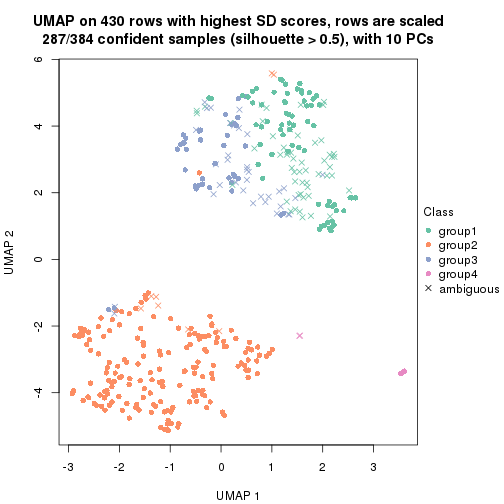 UMAP on 430 rows with highest SD scores, rows are scaled
287/384 confident samples (silhouette > 0.5), with 10 PCs
6
4
2
0
-2
-4
UMAP 2
-3
-2
-1
0
1
2
3
UMAP 1
Class
group1
group2
group3
group4
ambiguous